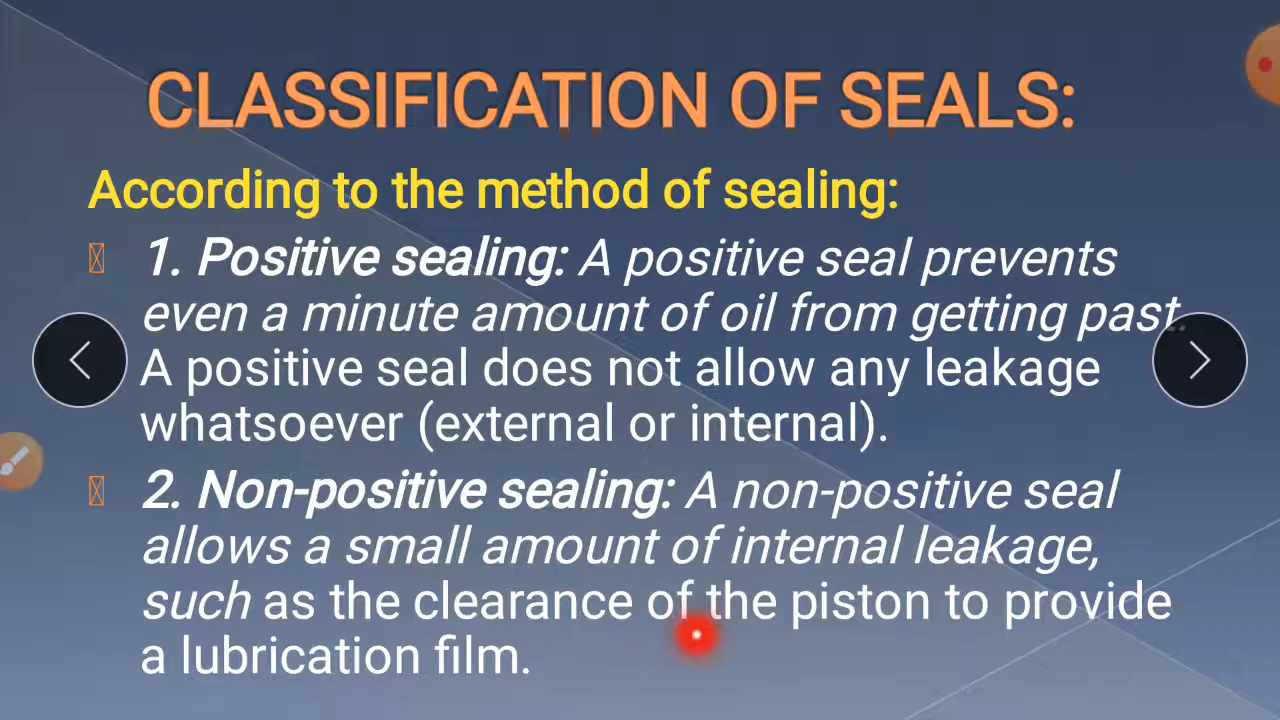 CLASSIFICATION OF SEALS:
According to the method of sealing:
1. Positive sealing: A positive seal prevents
even a minute amount of oil from getting past.
A positive seal does not allow any leakage
whatsoever (external or internal).
2. Non-positive sealing: A non-positive seal
allows a small amount of internal leakage,
such as the clearance of the piston to provide
a lubrication film.